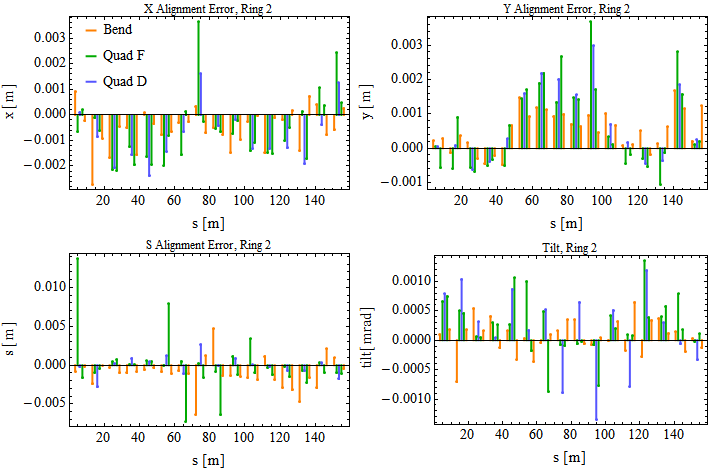 X Alignment Error, Ring 2
Y Alignment Error, Ring 2
Bend
Quad F
Quad D
x [ m ]
0.003
0.002
0.001
0.000
−0.001
−0.002
20 40 60 80 100 120 140
s [m]
y [ m ]
0.003
0.002
0.001
0.000
−0.001
20 40 60 80 100 120 140
s [m]
S Alignment Error, Ring 2
Tilt, Ring 2
s [ m ]
0.010
0.005
0.000
−0.005
20 40 60 80 100 120 140
s [m]
tilt[ mrad]
0.0010
0.0005
0.0000
−0.0005
−0.0010
20 40 60 80 100 120 140
s [m]